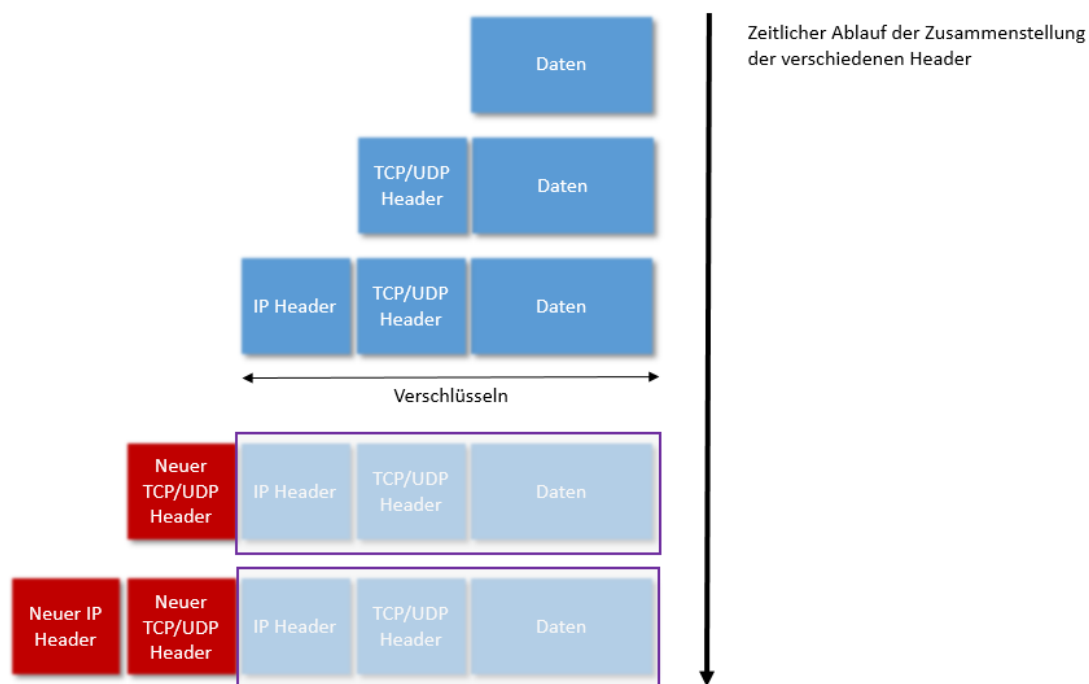 Zeitlicher Ablauf der Zusammenstellung
der verschiedenen Header
Daten
TCP/UDP
Header
Daten
IP Header
TCP/UDP
Header
Daten
Verschlüsseln
Neuer
TCP/UDP
Header
IP Header
TCP/UDP
Header
Daten
Neuer IP
Header
Neuer
TCP/UDP
Header
IP Header
TCP/UDP
Header
Daten